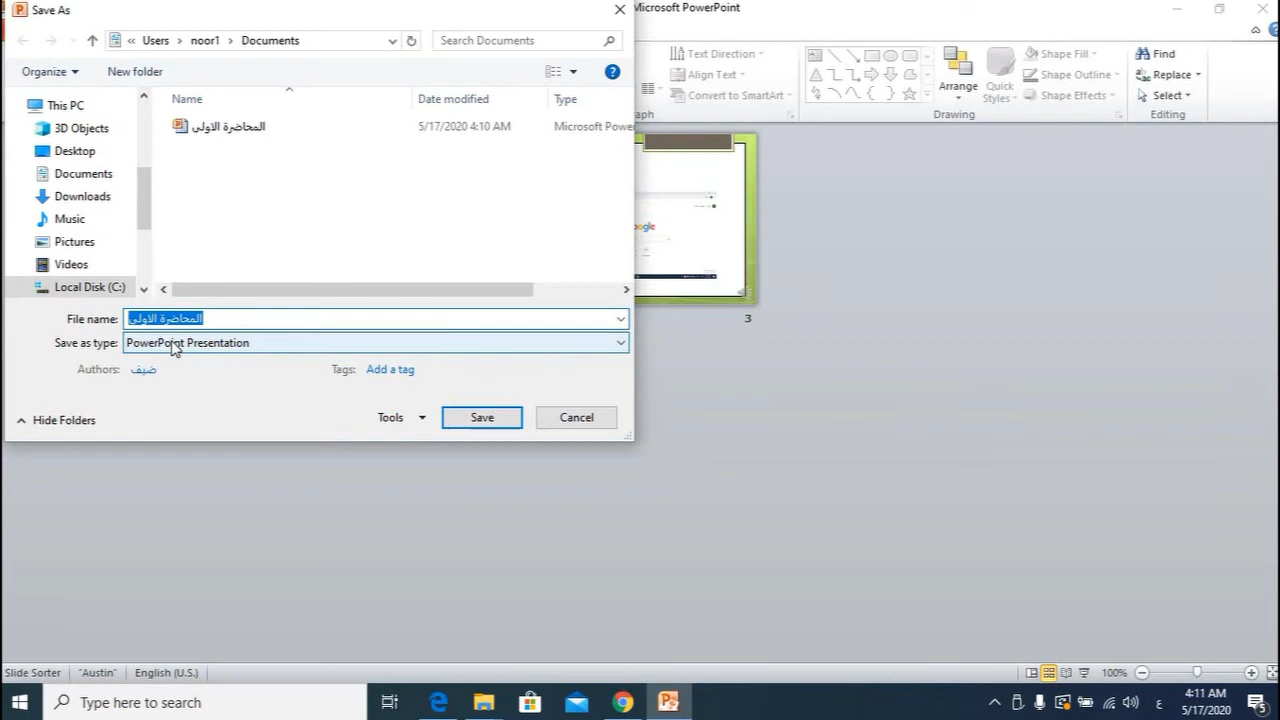 Save As
Microsoft PowerPoint
Users
noor1
Documents
Search Documents
Organize
New folder
Text Direction
Align Text
Convert to SmartArt
Arrange
Quick
Styles
Shape Fill
Shape Outline
Shape Effects
Find
Replace
Select
Drawing
Editing
Name
Date modified
Type
المحاضرة الاولى
5/17/2020 4:10 AM
Microsoft Power
This PC
3D Objects
Desktop
Documents
Downloads
Music
Pictures
Videos
Local Disk (C:)
File name:
المحاضرة الاولى
Save as type:
PowerPoint Presentation
Authors:
ضيف
Tags:
Add a tag
Hide Folders
Tools
Save
Cancel
3
Slide Sorter
"Austin"
English (U.S.)
100%
Type here to search
ع
4:11 AM
5/17/2020
5